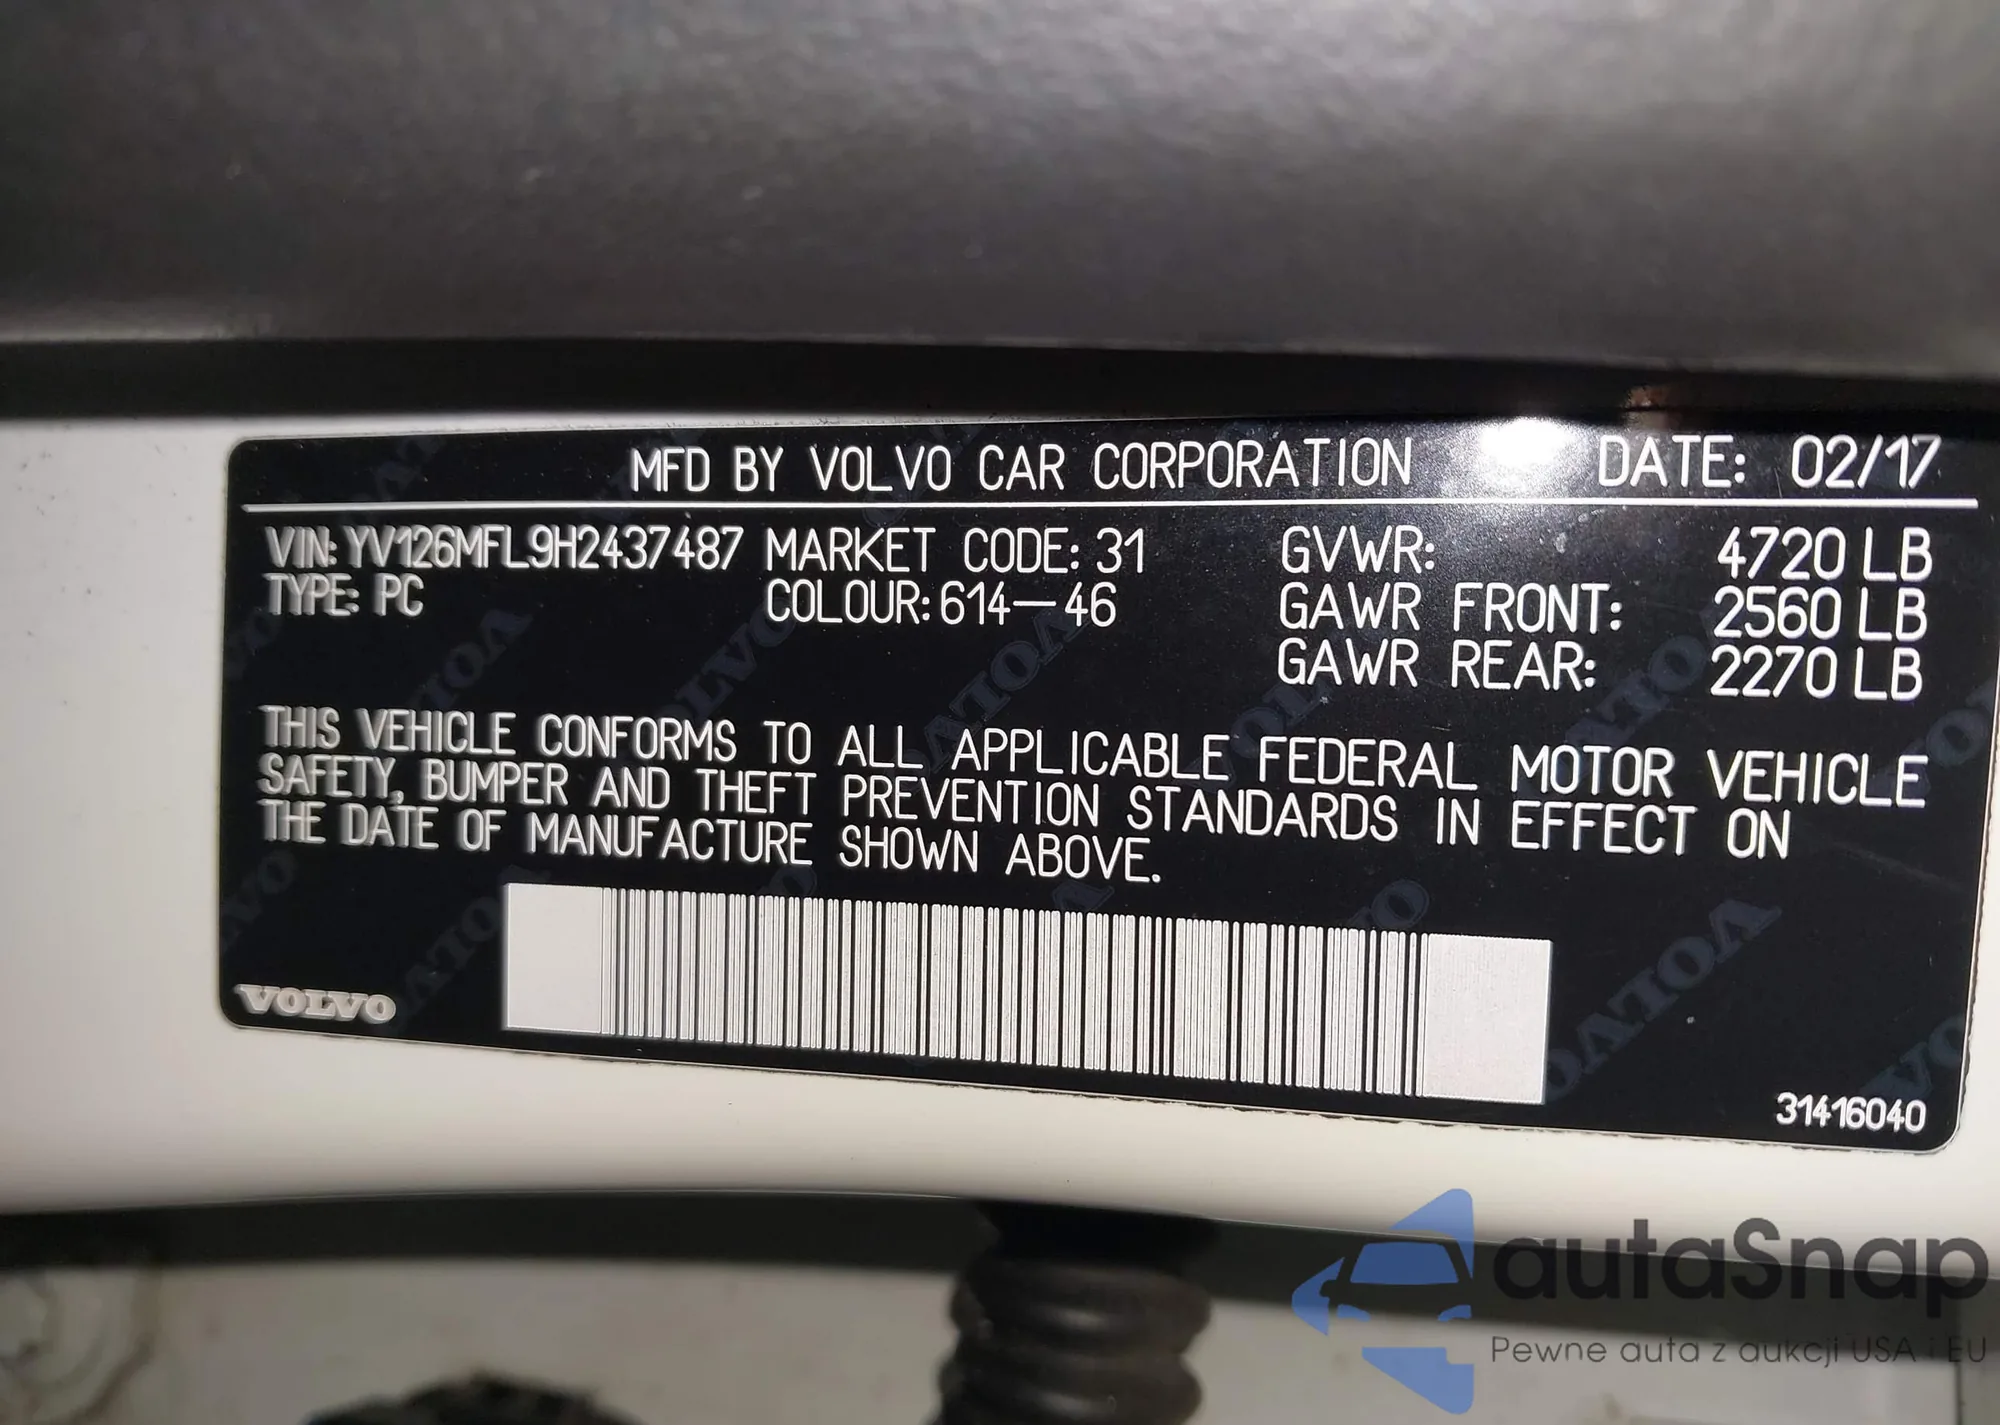 MFD BY VOLVO CAR CORPORATION DATE: 02/17
VIN: YV126MFL9H2437487 MARKET CODE: 31 GVWR: 4720 LB
TYPE: PC COLOUR: 614-46 GAWR FRONT: 2560 LB
GAWR REAR: 2270 LB
THIS VEHICLE CONFORMS TO ALL APPLICABLE FEDERAL MOTOR VEHICLE
SAFETY, BUMPER AND THEFT PREVENTION STANDARDS IN EFFECT ON
THE DATE OF MANUFACTURE SHOWN ABOVE.
VOLVO
31416040
autaSnap
Pewne auta z aukcji USA i EU